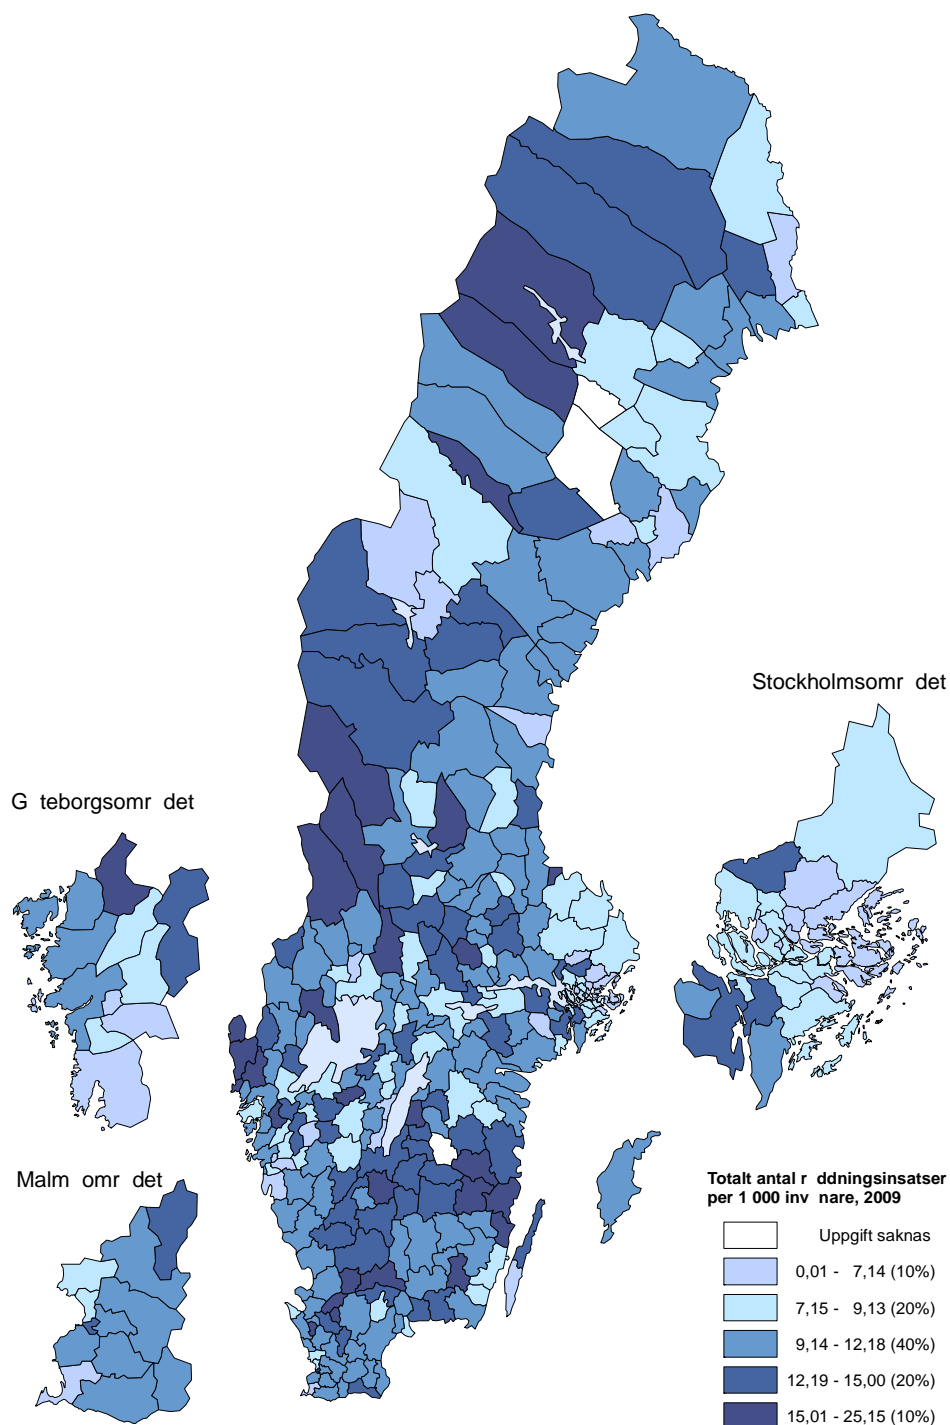 Stockholmsomr det
G teborgsomr det
Malm omr det
Totalt antal r ddningsinsatser
per 1 000 inv nare, 2009
Uppgift saknas
0,01 - 7,14 (10%)
7,15 - 9,13 (20%)
9,14 - 12,18 (40%)
12,19 - 15,00 (20%)
15,01 - 25,15 (10%)